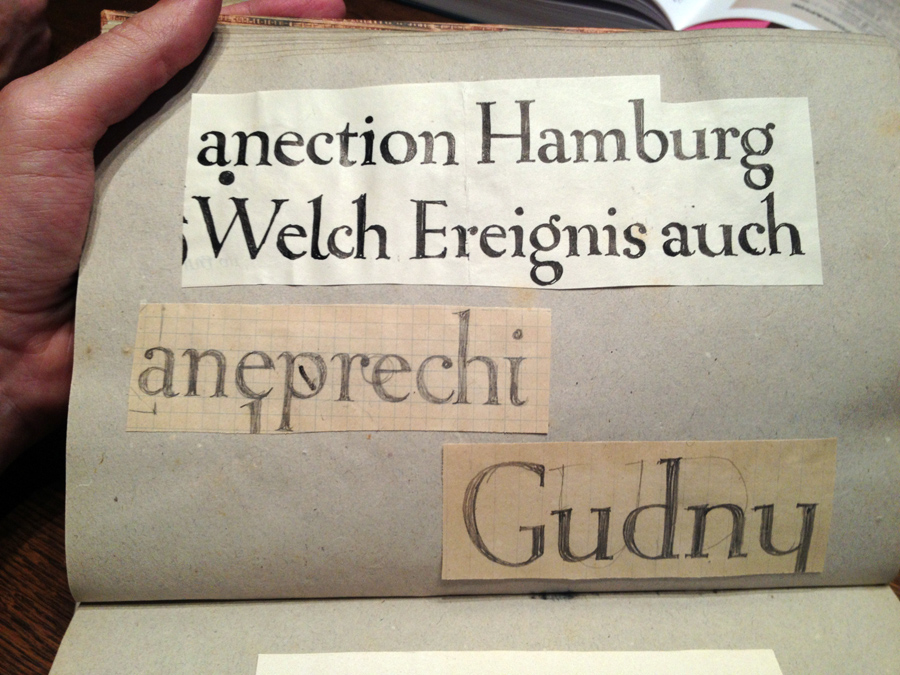 anection Hamburg
Welch Ereignis auch
aneprechi
Gudny